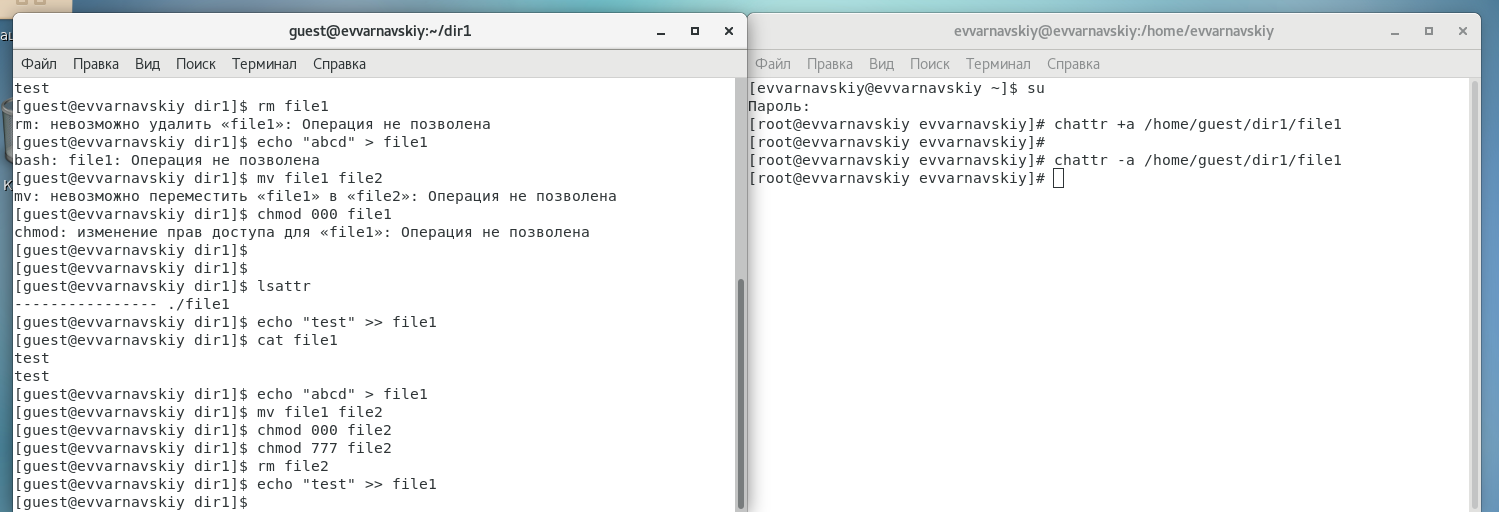 guest@evvarnavskiy:~/dir1
Файл Правка Вид Поиск Терминал Справка
test
[guest@evvarnavskiy dir1]$ rm file1
rm: невозможно удалить «file1»: Операция не позволена
[guest@evvarnavskiy dir1]$ echo "abcd" > file1
bash: file1: Операция не позволена
[guest@evvarnavskiy dir1]$ mv file1 file2
mv: невозможно переместить «file1» в «file2»: Операция не позволена
[guest@evvarnavskiy dir1]$ chmod 000 file1
chmod: изменение прав доступа для «file1»: Операция не позволена
[guest@evvarnavskiy dir1]$
[guest@evvarnavskiy dir1]$
[guest@evvarnavskiy dir1]$ lsattr
---------------- ./file1
[guest@evvarnavskiy dir1]$ echo "test" >> file1
[guest@evvarnavskiy dir1]$ cat file1
test
test
[guest@evvarnavskiy dir1]$ echo "abcd" > file1
[guest@evvarnavskiy dir1]$ mv file1 file2
[guest@evvarnavskiy dir1]$ chmod 000 file2
[guest@evvarnavskiy dir1]$ chmod 777 file2
[guest@evvarnavskiy dir1]$ rm file2
[guest@evvarnavskiy dir1]$ echo "test" >> file1
[guest@evvarnavskiy dir1]$
evvarnavskiy@evvarnavskiy:/home/evvarnavskiy
Файл Правка Вид Поиск Терминал Справка
[evvarnavskiy@evvarnavskiy ~]$ su
Пароль:
[root@evvarnavskiy evvarnavskiy]# chattr +a /home/guest/dir1/file1
[root@evvarnavskiy evvarnavskiy]#
[root@evvarnavskiy evvarnavskiy]# chattr -a /home/guest/dir1/file1
[root@evvarnavskiy evvarnavskiy]#